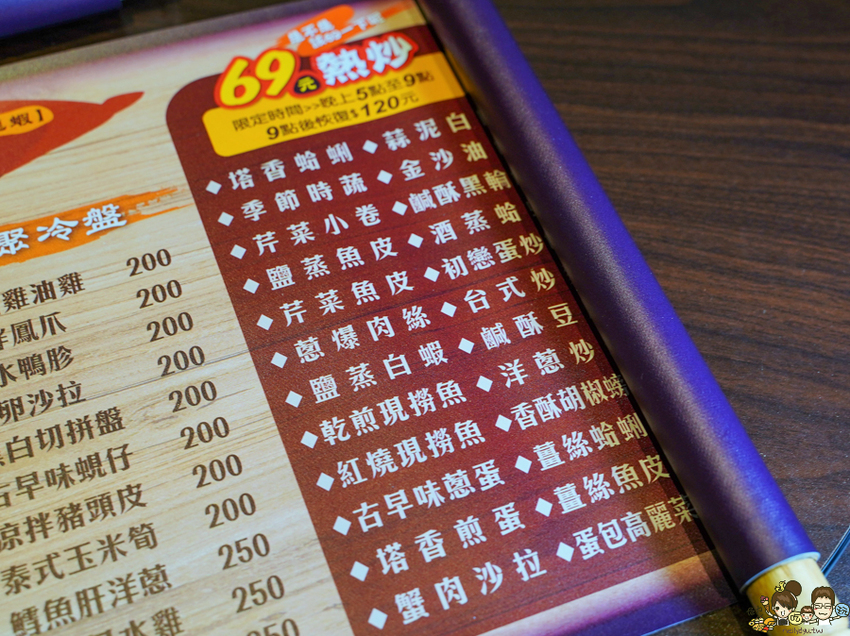 69元熱炒
限定時間>>晚上5點至9點
9點後恢復$120元
◆塔香蛤蜊 ◆蒜泥白
◆季節時蔬 ◆金沙油
◆芹菜小卷 ◆鹹酥黑輪
◆鹽蒸魚皮 ◆酒蒸蛤
◆芹菜魚皮 ◆初戀蛋炒
◆蔥爆肉絲 ◆台式炒
◆鹽蒸白蝦 ◆鹹酥豆
◆乾煎現撈魚 ◆洋蔥炒
◆紅燒現撈魚 ◆香酥胡椒
◆古早味蔥蛋 ◆薑絲蛤蜊
◆塔香煎蛋 ◆薑絲魚皮
◆蟹肉沙拉 ◆蛋包高麗菜
蝦】
聚冷盤
雞油雞 200
鳳爪 200
水鴨胗 200
卵沙拉 200
白切拼盤 200
古早味蜆仔 200
涼拌豬頭皮 200
泰式玉米筍 200
鱈魚肝洋蔥 250
水雞 250